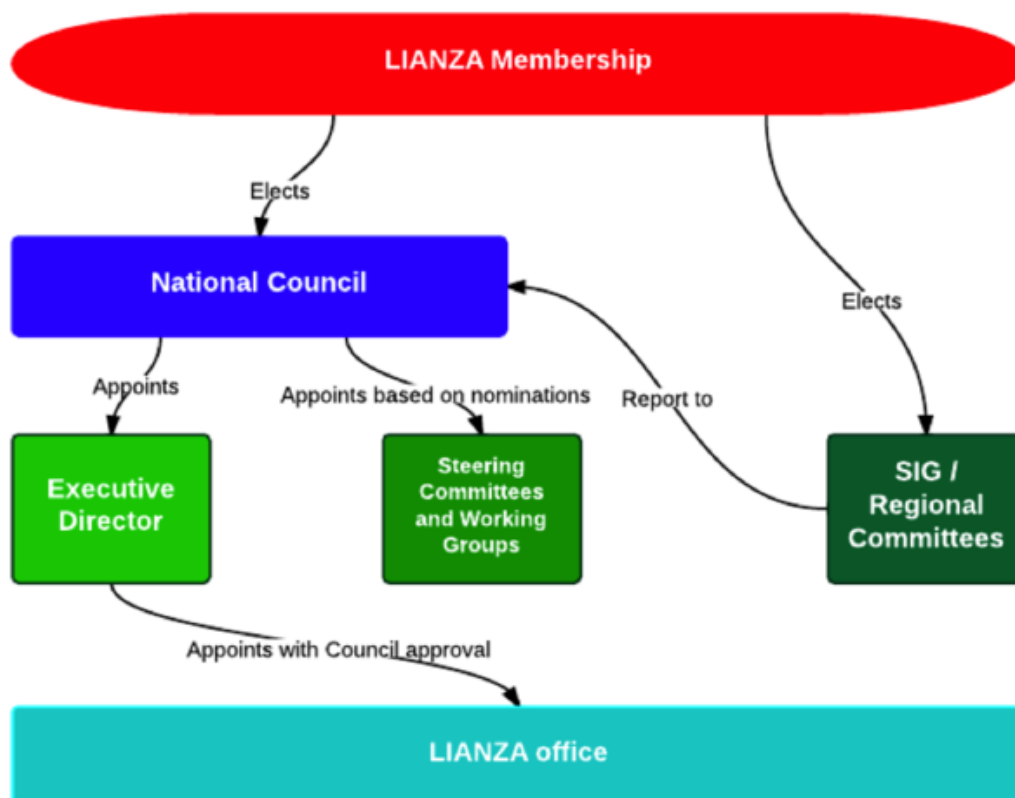 LIANZA Membership
Elects
National Council
Elects
Appoints
Appoints based on nominations
Report to
Executive
Director
Steering
Committees
and Working
Groups
SIG /
Regional
Committees
Appoints with Council approval
LIANZA office